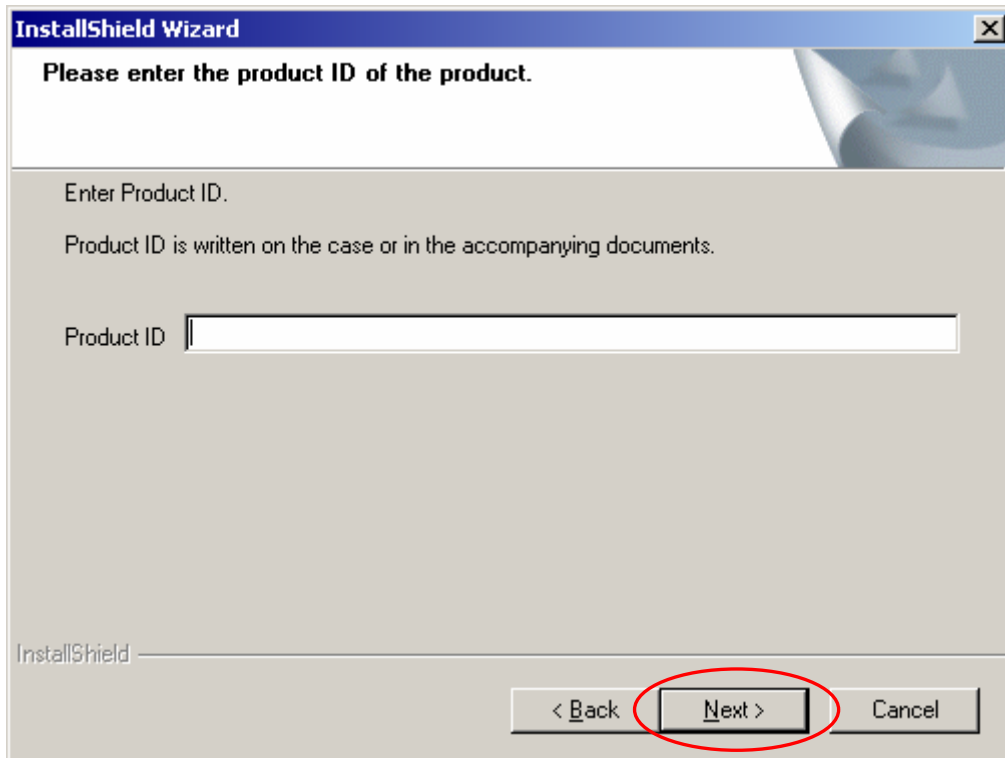 InstallShield Wizard
Please enter the product ID of the product.
Enter Product ID.
Product ID is written on the case or in the accompanying documents.
Product ID
InstallShield
< Back Next > Cancel